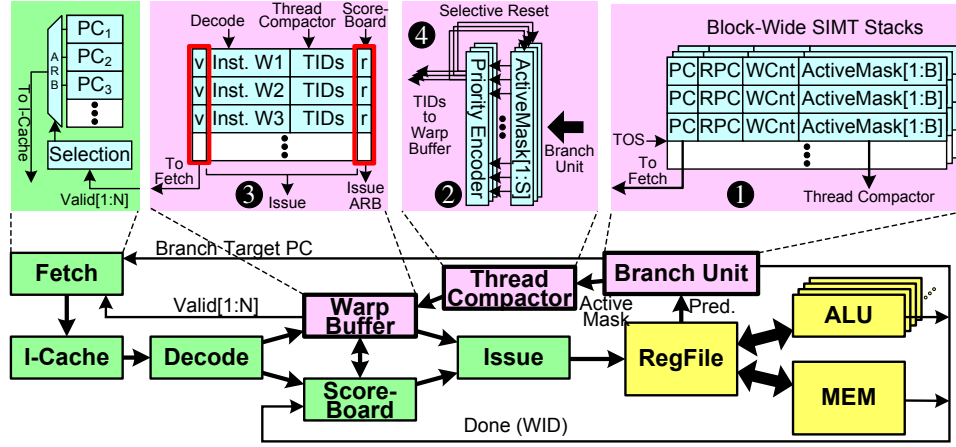 To I-Cache
ARB
PC1
PC2
PC3
Selection
Valid[1:N]
Decode
Thread
Compactor
Score-
Board
v Inst. W1 TIDs r
v Inst. W2 TIDs r
v Inst. W3 TIDs r
To
Fetch
3
Issue
Issue
ARB
Selective Reset
4
TIDs
to
Warp
Buffer
Priority Encoder
ActiveMask[1:S]
Branch
Unit
2
Block-Wide SIMT Stacks
PC RPC WCnt ActiveMask[1:B]
PC RPC WCnt ActiveMask[1:B]
PC RPC WCnt ActiveMask[1:B]
TOS
To
Fetch
1
Thread Compactor
Branch Target PC
Fetch
Valid[1:N]
Warp
Buffer
Thread
Compactor
Active
Mask
Branch Unit
Pred.
ALU
I-Cache
Decode
Issue
RegFile
Score-
Board
MEM
Done (WID)